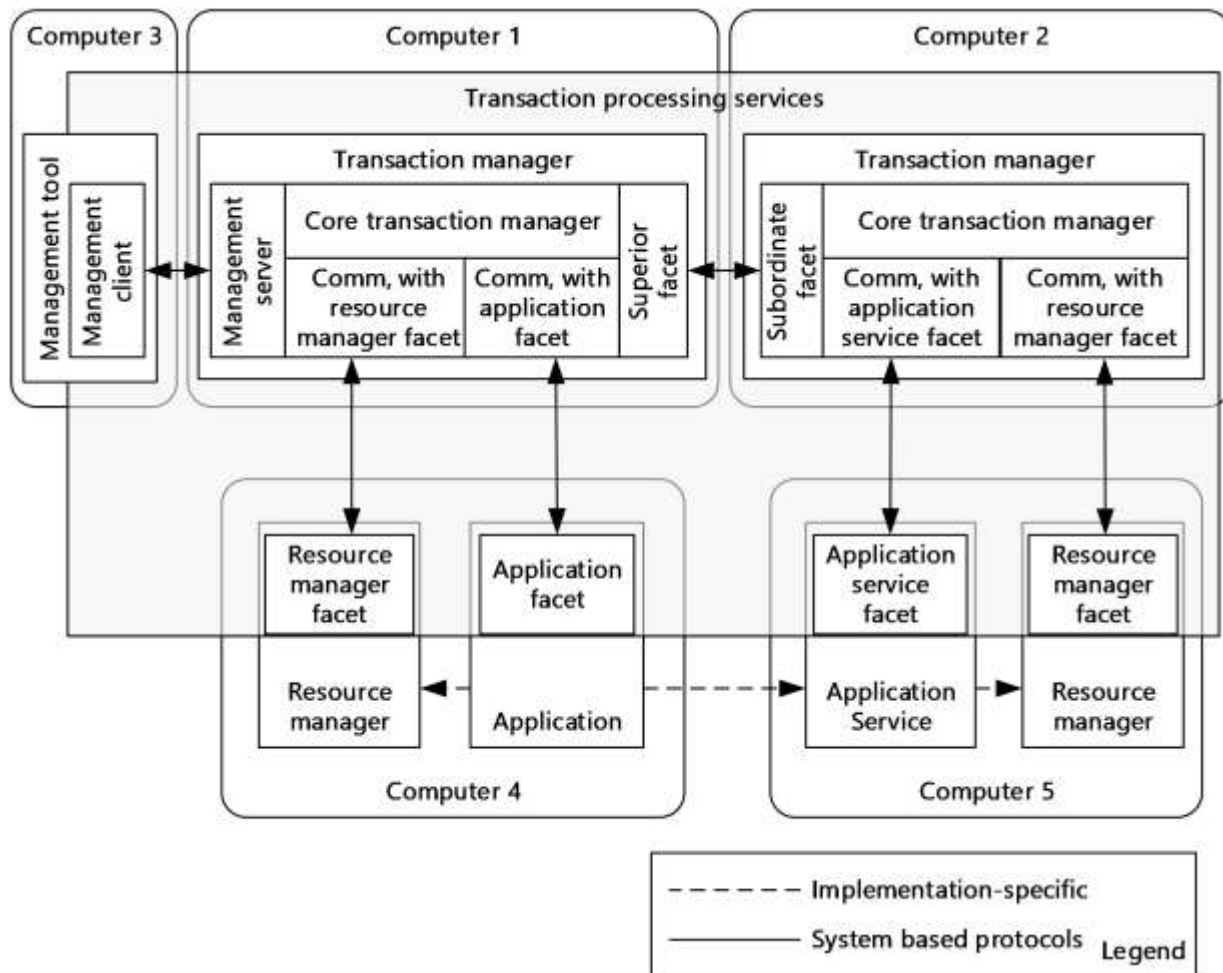 Computer 3
Computer 1
Computer 2
Transaction processing services
Management tool
Management
client
Transaction manager
Management
server
Core transaction manager
Comm, with
resource
manager facet
Comm, with
application
facet
Superior
facet
Transaction manager
Subordinate
facet
Core transaction manager
Comm, with
application
service facet
Comm, with
resource
manager facet
Resource
manager
facet
Application
facet
Application
service
facet
Resource
manager
facet
Resource
manager
Application
Application
Service
Resource
manager
Computer 4
Computer 5
Implementation-specific
System based protocols
Legend